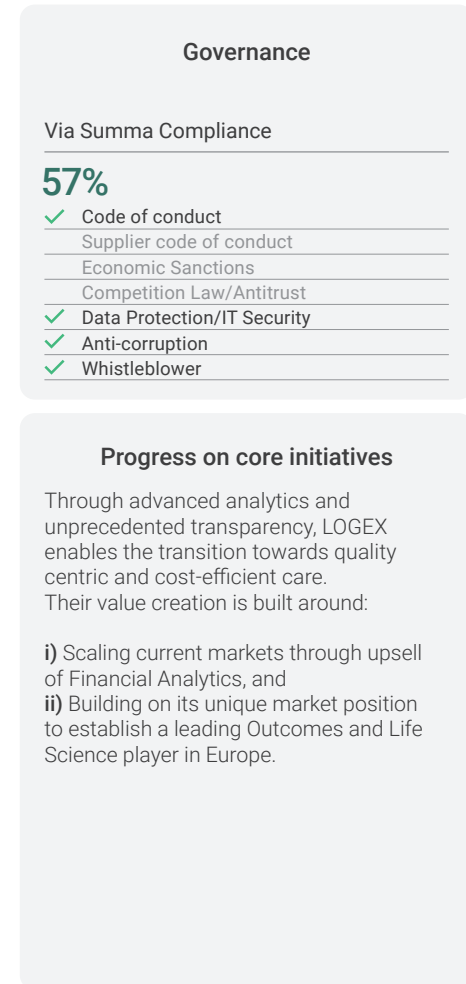 Governance
Via Summa Compliance
57%
Code of conduct
Supplier code of conduct
Economic Sanctions
Competition Law/Antitrust
Data Protection/IT Security
Anti-corruption
Whistleblower
Progress on core initiatives
Through advanced analytics and
unprecedented transparency, LOGEX
enables the transition towards quality
centric and cost-efficient care.
Their value creation is built around:
i) Scaling current markets through upsell
of Financial Analytics, and
ii) Building on its unique market position
to establish a leading Outcomes and Life
Science player in Europe.